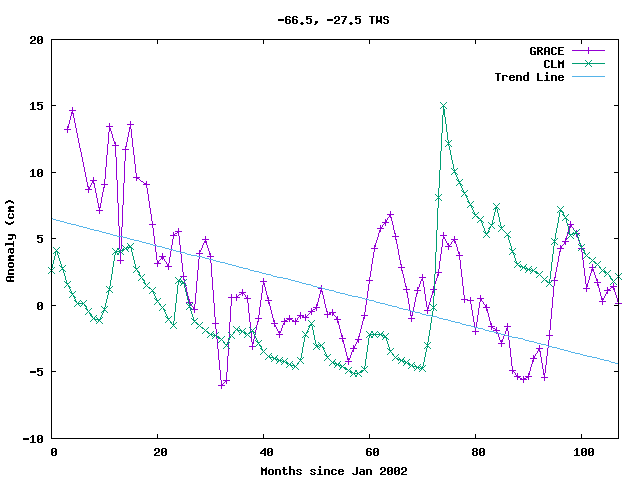 -66.5, -27.5 TWS
GRACE
CLM
Trend Line
20
15
10
5
0
-5
-10
Anomaly (cm)
0 20 40 60 80 100
Months since Jan 2002